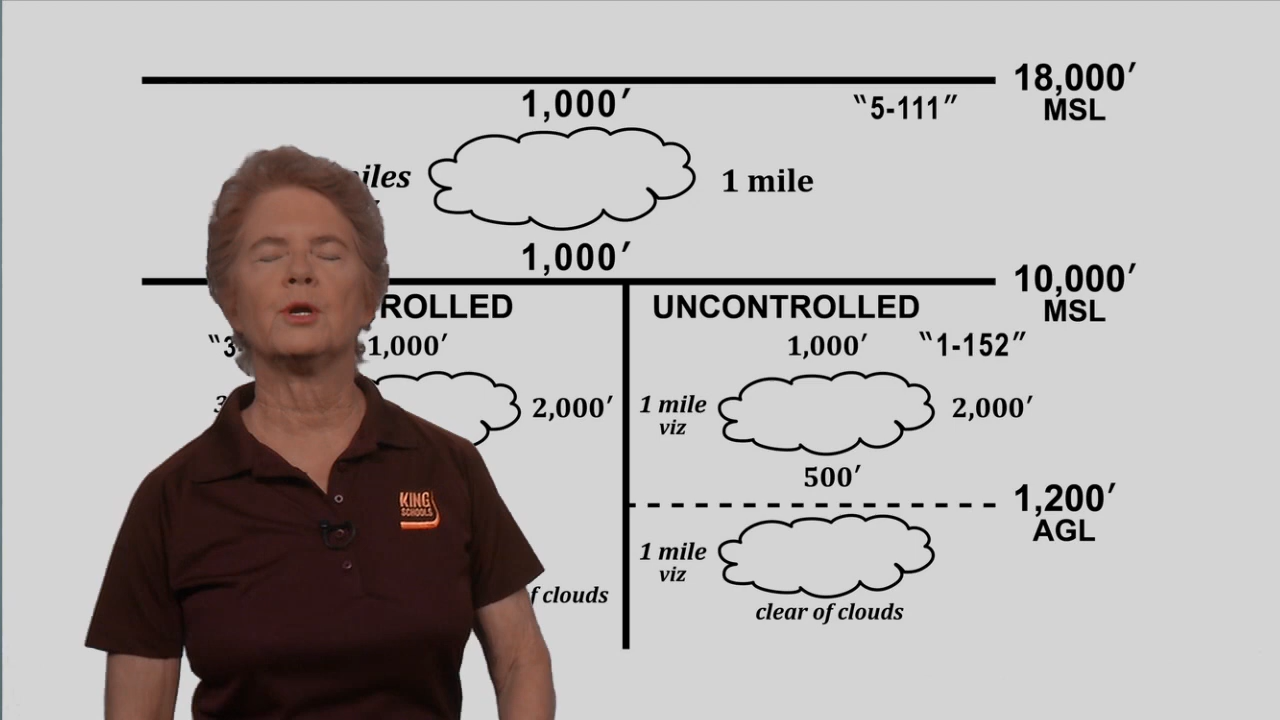 18,000′
MSL
1,000′
"5-111"
1 mile
1,000′
10,000′
MSL
UNCONTROLLED
1,000′
1,000′
"1-152"
2,000′
1 mile
viz
2,000′
500′
1,200′
AGL
KING
SCHOOLS
1 mile
viz
clouds
clear of clouds